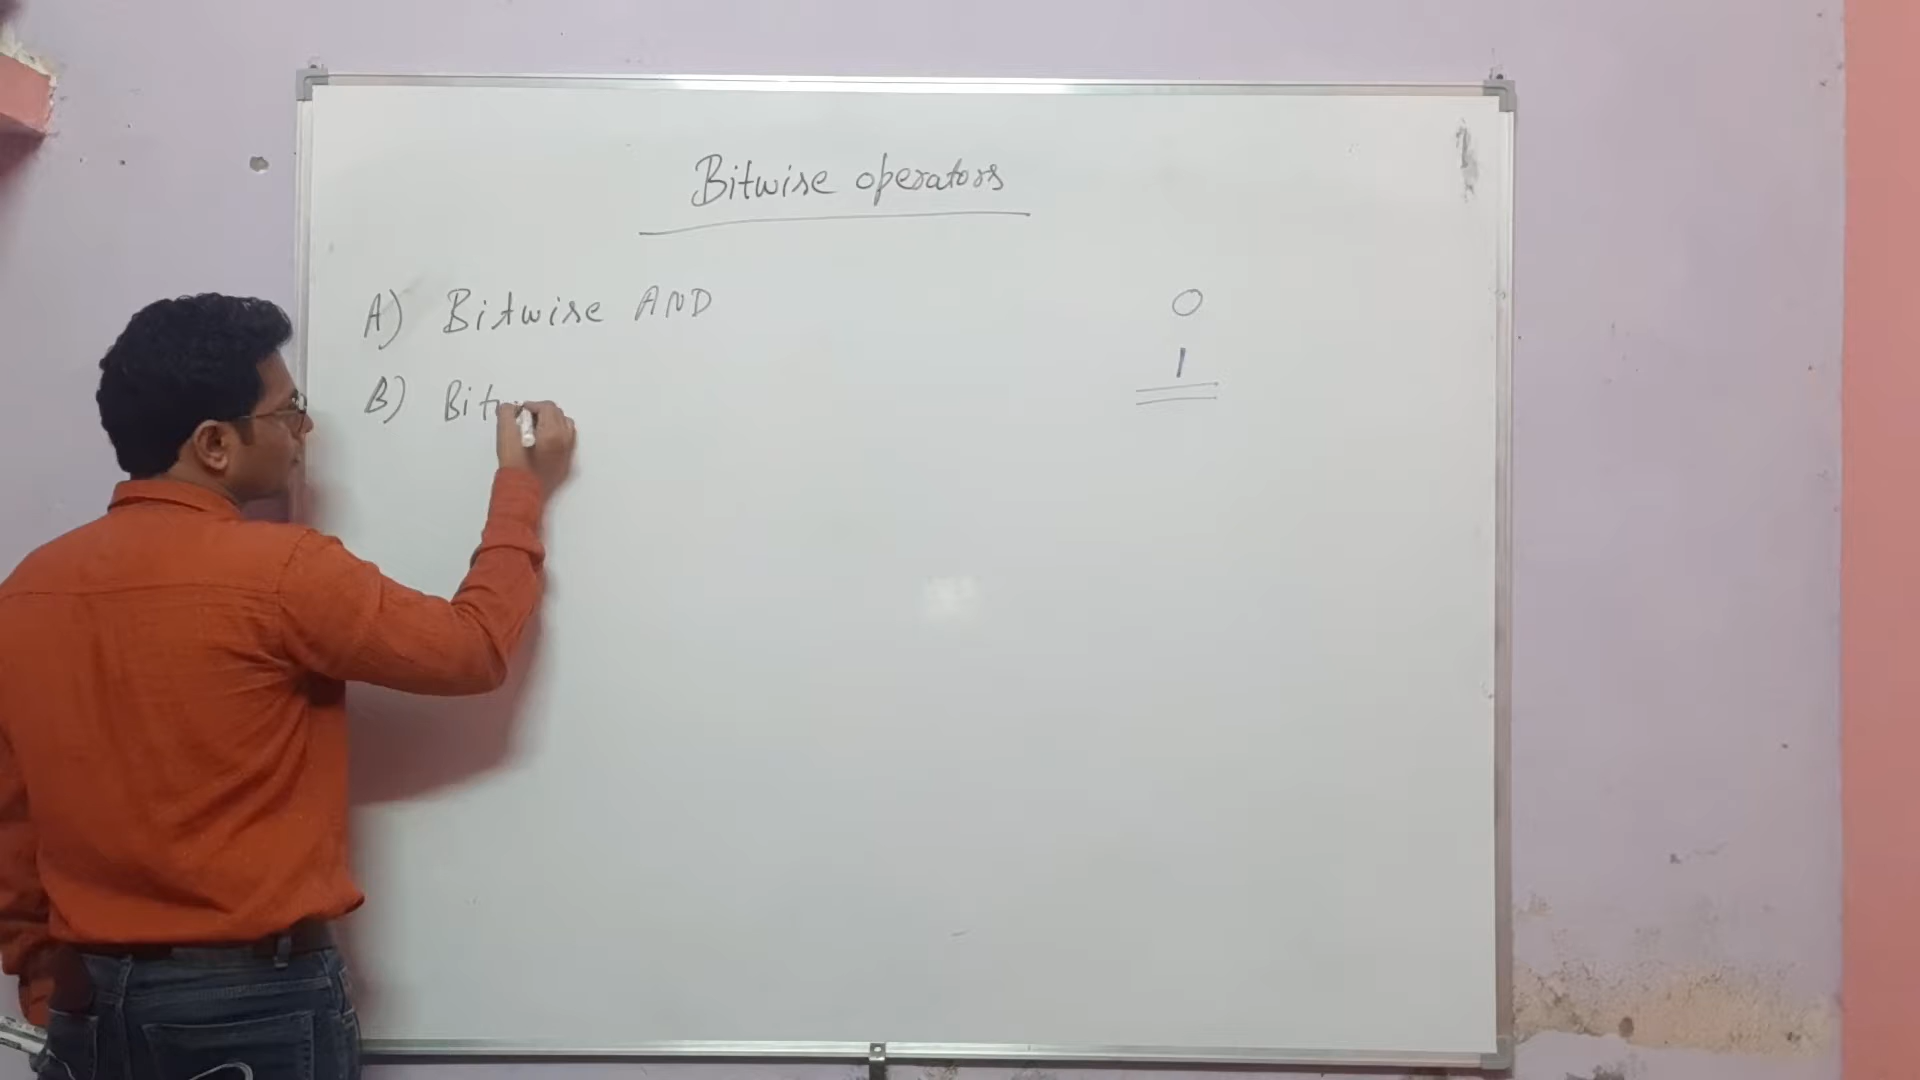 Bitwise operators
A) Bitwise AND
B) Bit
0
1